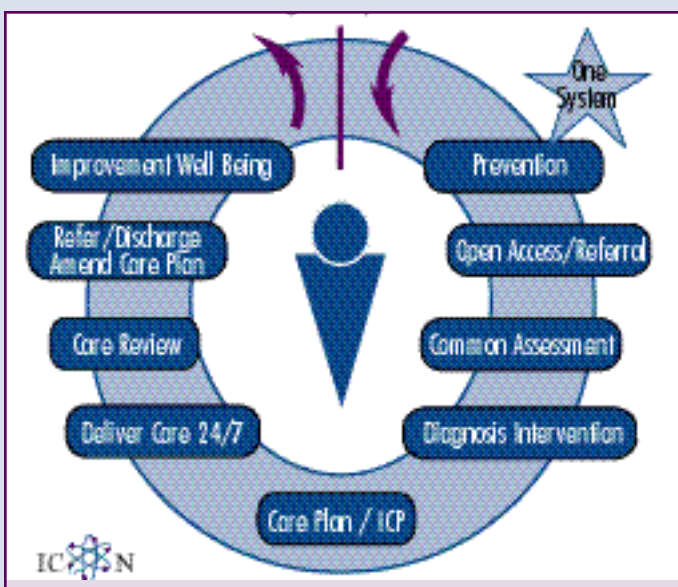 One
System
Prevention
Open Access/Referral
Common Assessment
Diagnosis Intervention
Care Plan / ICP
Deliver Care 24/7
Care Review
Refer/Discharge
Amend Care Plan
Improvement Well Being
IC N